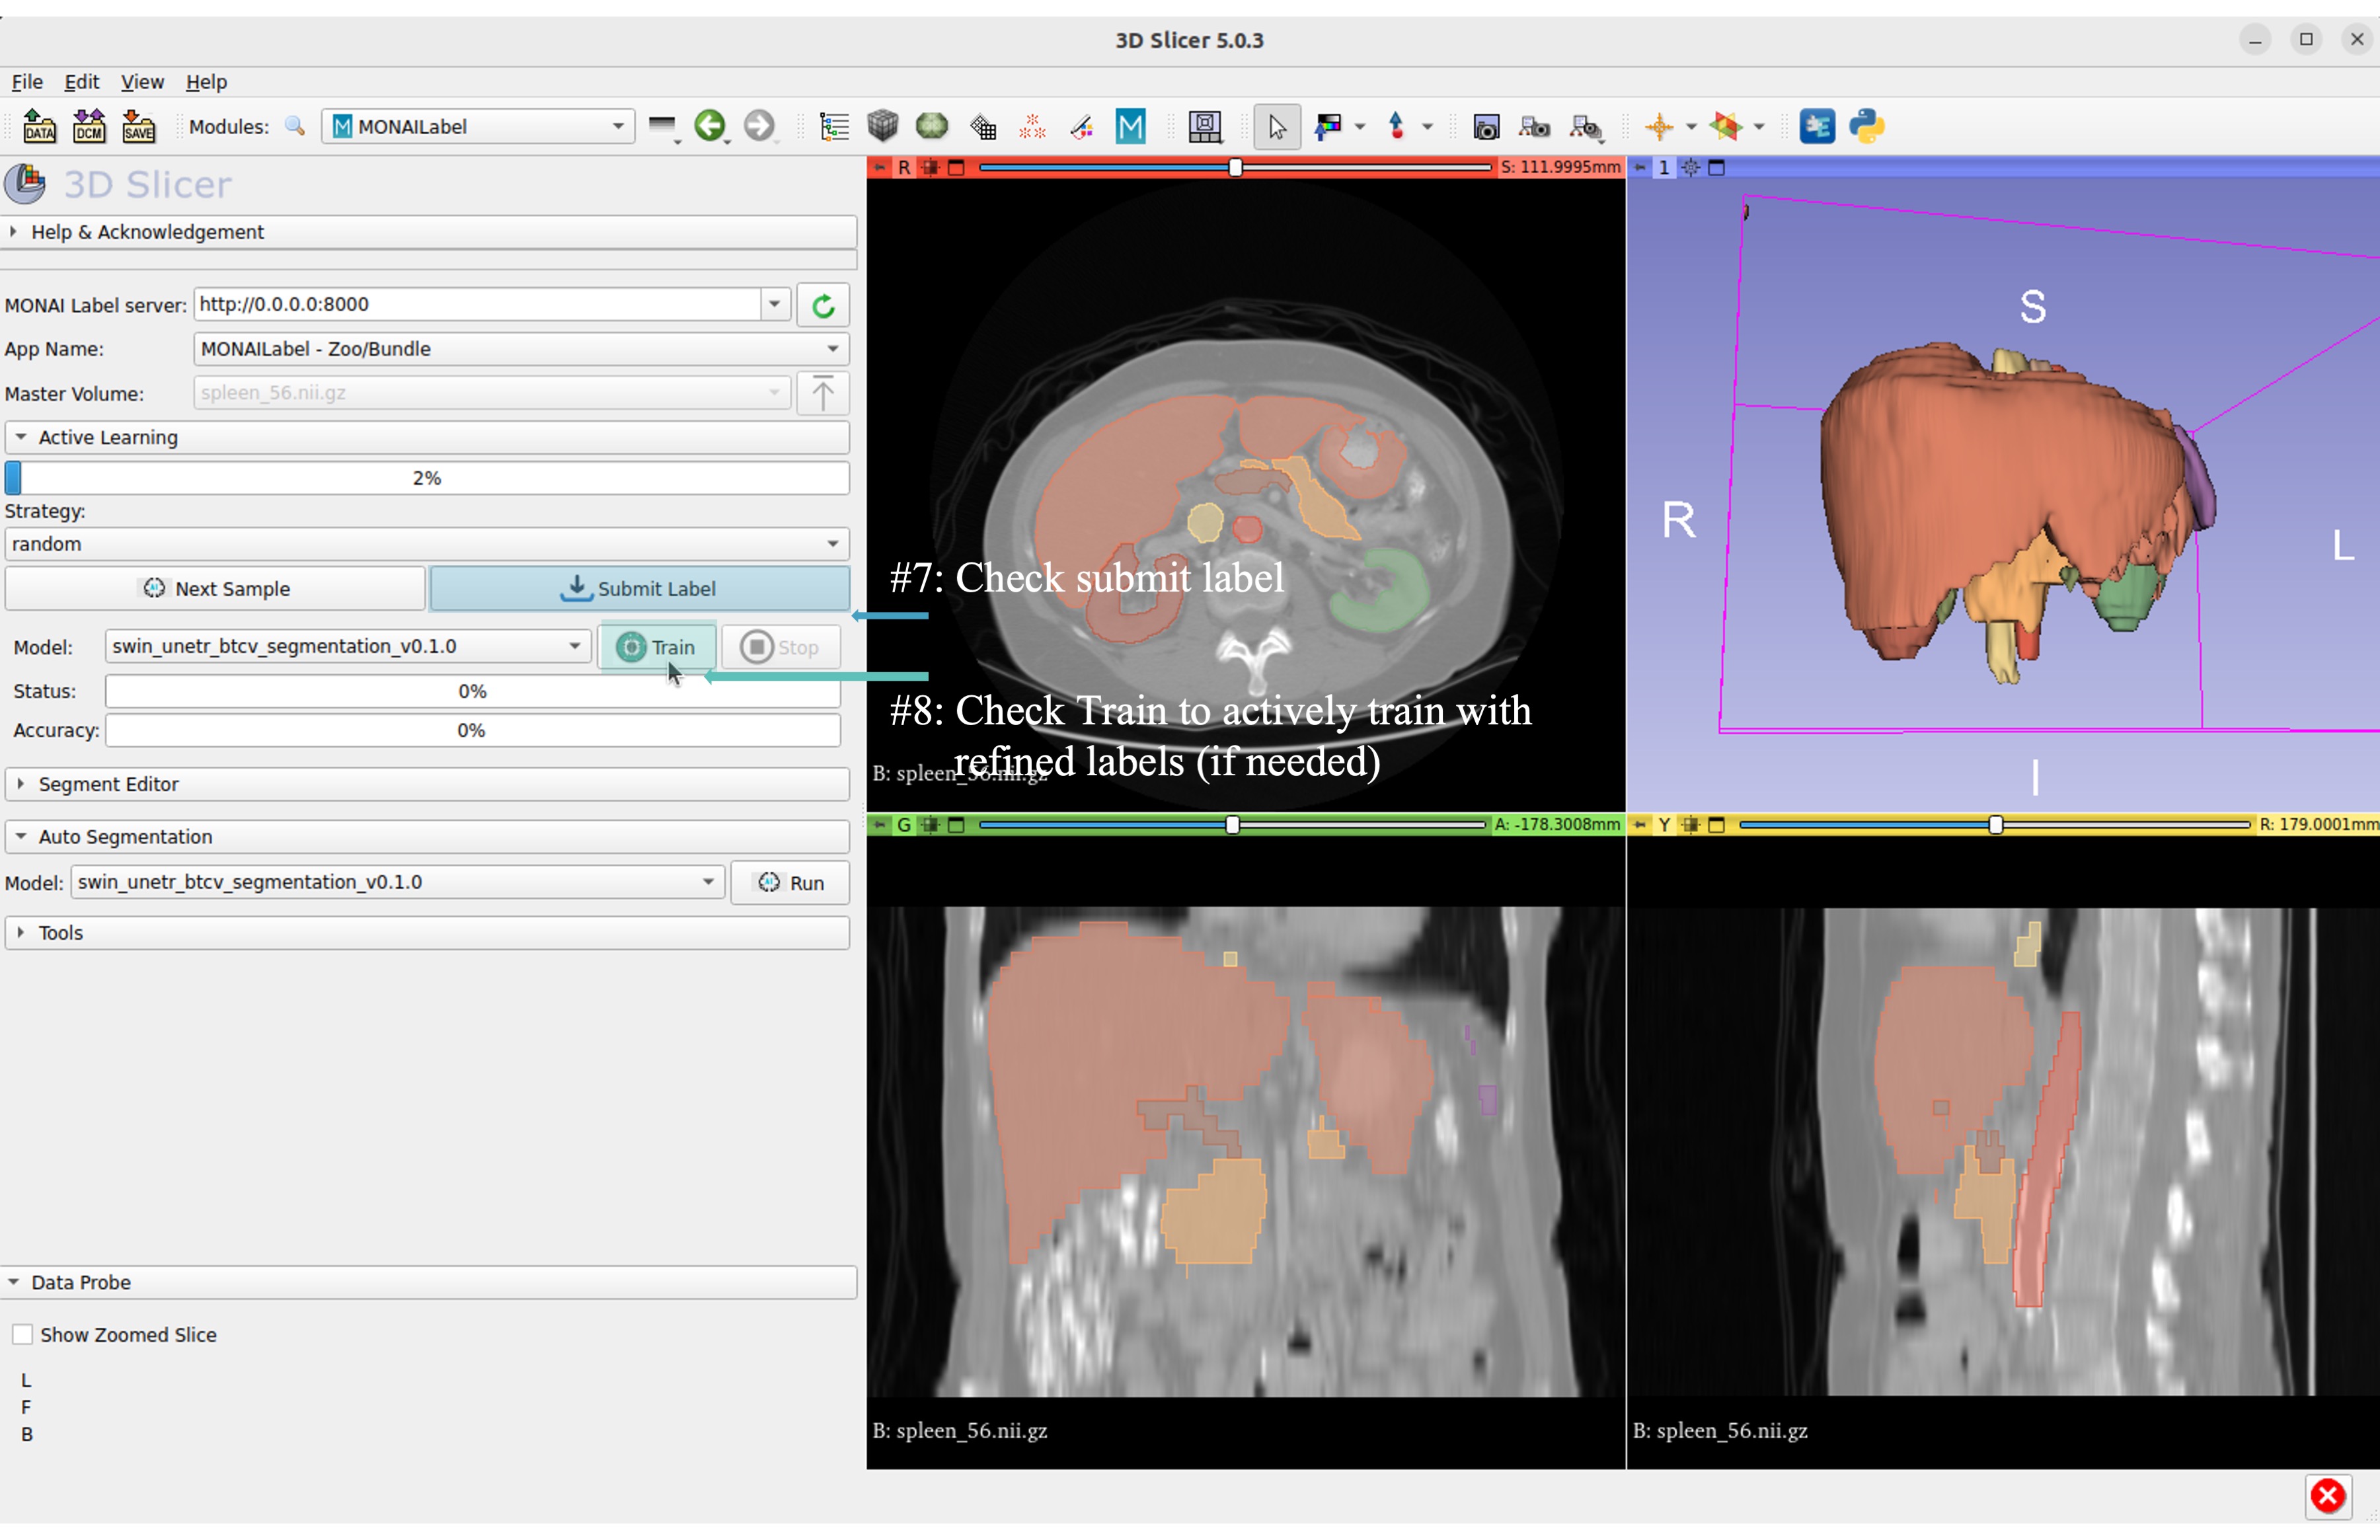 3D Slicer 5.0.3
File Edit View Help
DATA DCM SAVE Modules: M MONAILabel M
3D Slicer
Help & Acknowledgement
MONAI Label server: http://0.0.0.0:8000
App Name: MONAILabel - Zoo/Bundle
Master Volume: spleen_56.nii.gz
Active Learning
2%
Strategy:
random
Next Sample Submit Label
Model: swin_unetr_btcv_segmentation_v0.1.0 Train Stop
Status: 0%
Accuracy: 0%
Segment Editor
Auto Segmentation
Model: swin_unetr_btcv_segmentation_v0.1.0 AI Run
Tools
Data Probe
Show Zoomed Slice
L
F
B
R S: 111.9995mm
#7: Check submit label
#8: Check Train to actively train with
refined labels (if needed)
B: spleen_56.nii.gz
1
S
R
L
I
G A: -178.3008mm
B: spleen_56.nii.gz
Y R: 179.0001mm
B: spleen_56.nii.gz